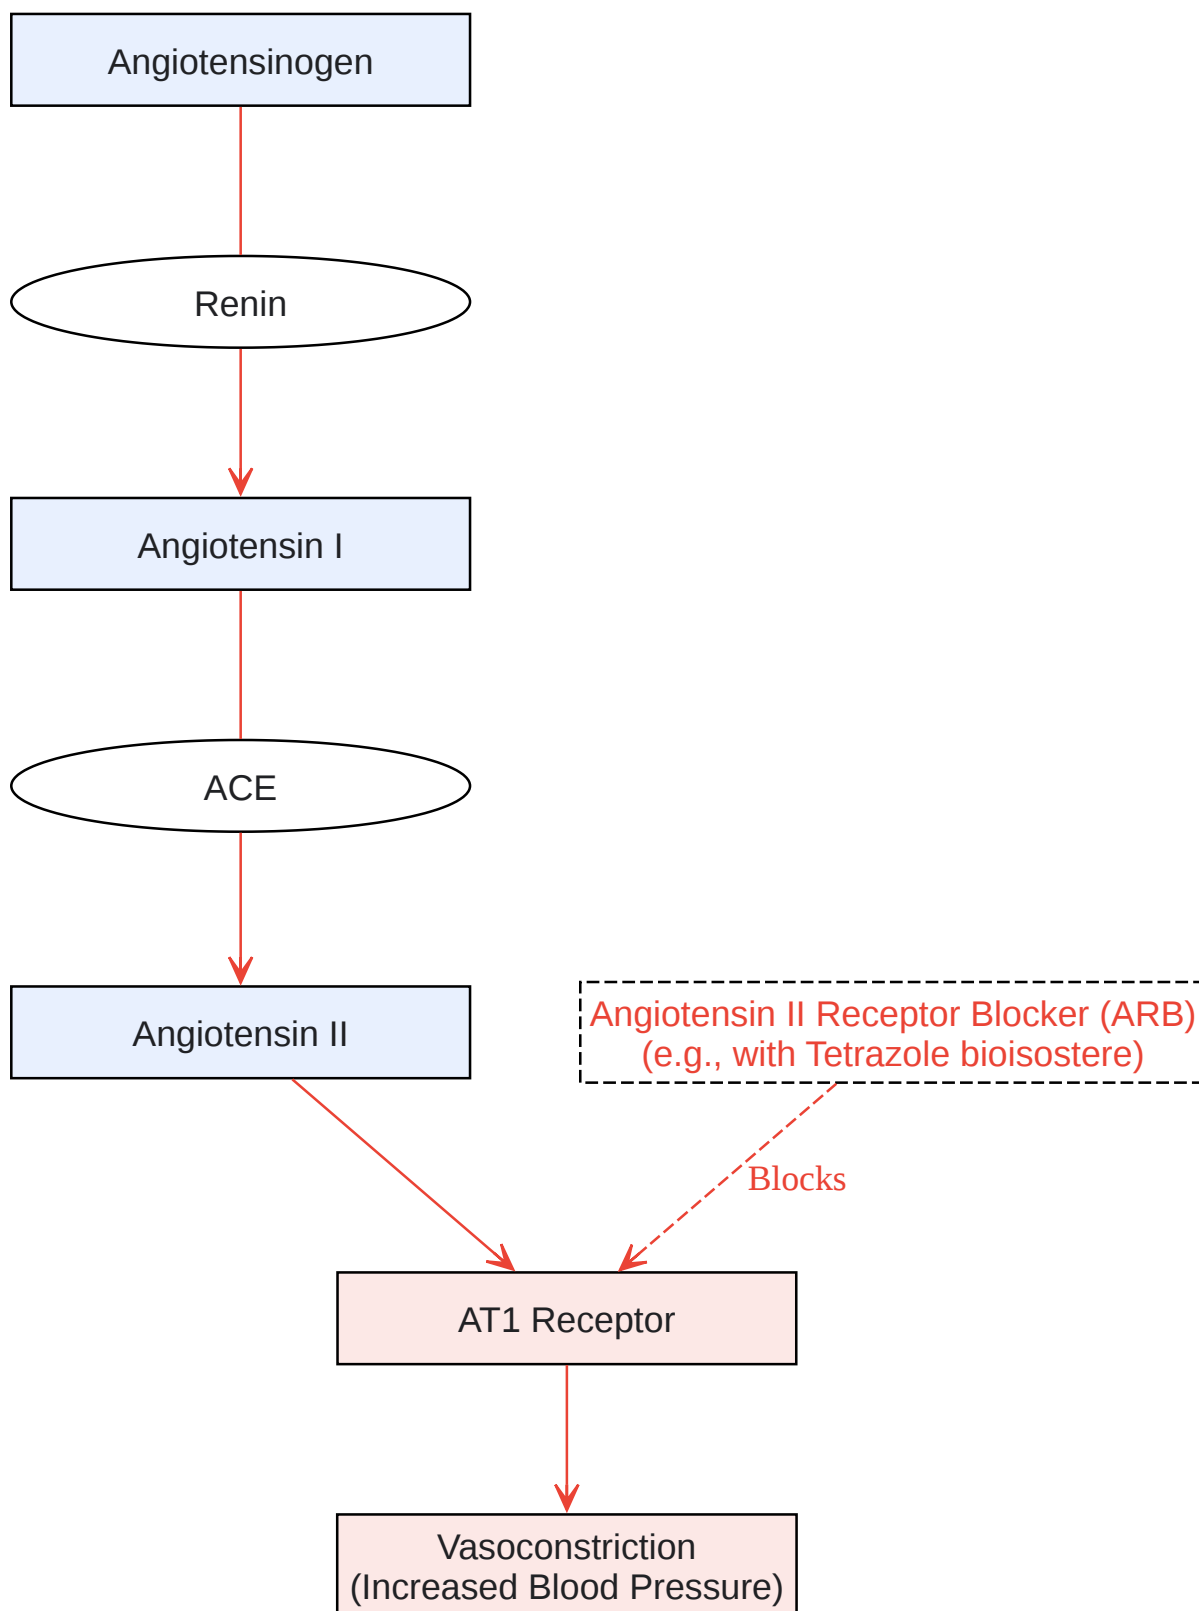 Angiotensinogen
Renin
Angiotensin I
ACE
Angiotensin II
Angiotensin II Receptor Blocker (ARB)
(e.g., with Tetrazole bioisostere)
Blocks
AT1 Receptor
Vasoconstriction
(Increased Blood Pressure)